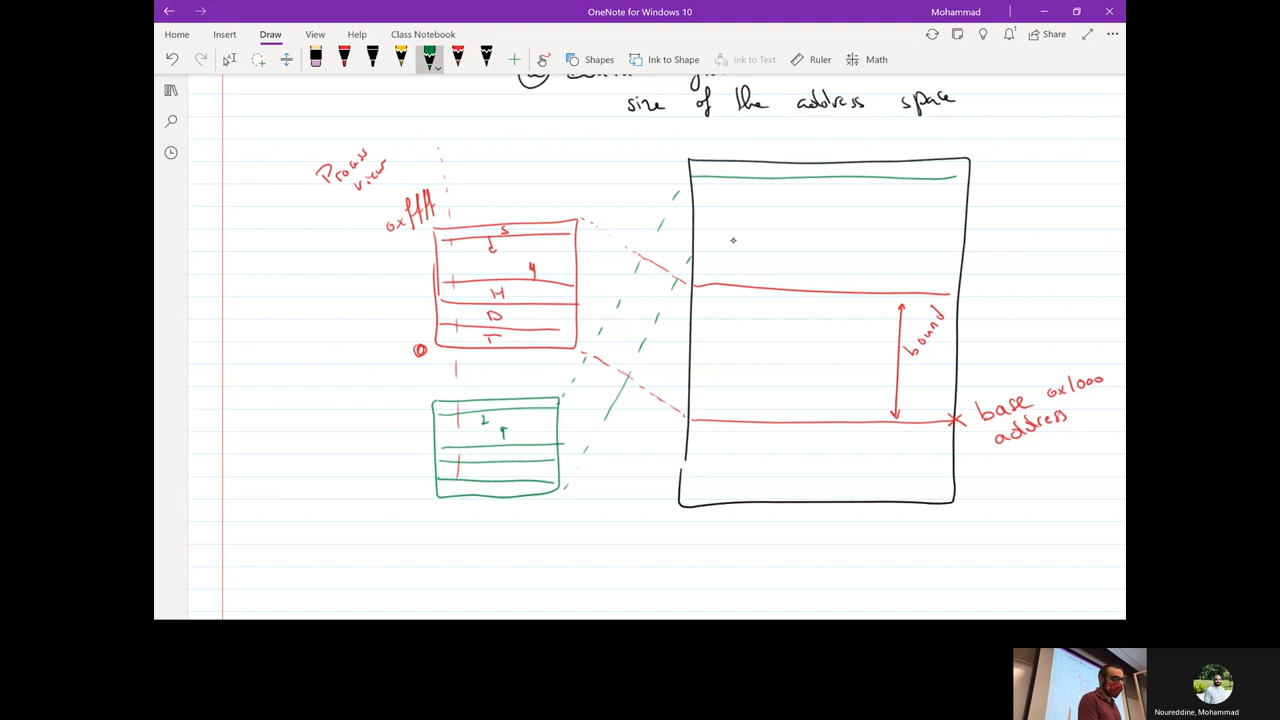 OneNote for Windows 10
Mohammad
Home Insert Draw View Help Class Notebook
Share
Shapes Ink to Shape Ink to Text Ruler Math
size of the address space
Process view
0xffff
S
H
D
T
0
bound
base 0x1000
address
Noureddine, Mohammad